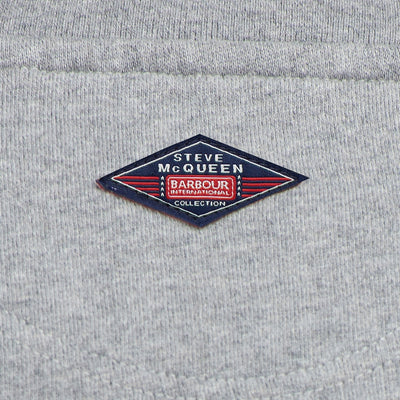 STEVE
McQUEEN
BARBOUR
INTERNATIONAL
COLLECTION